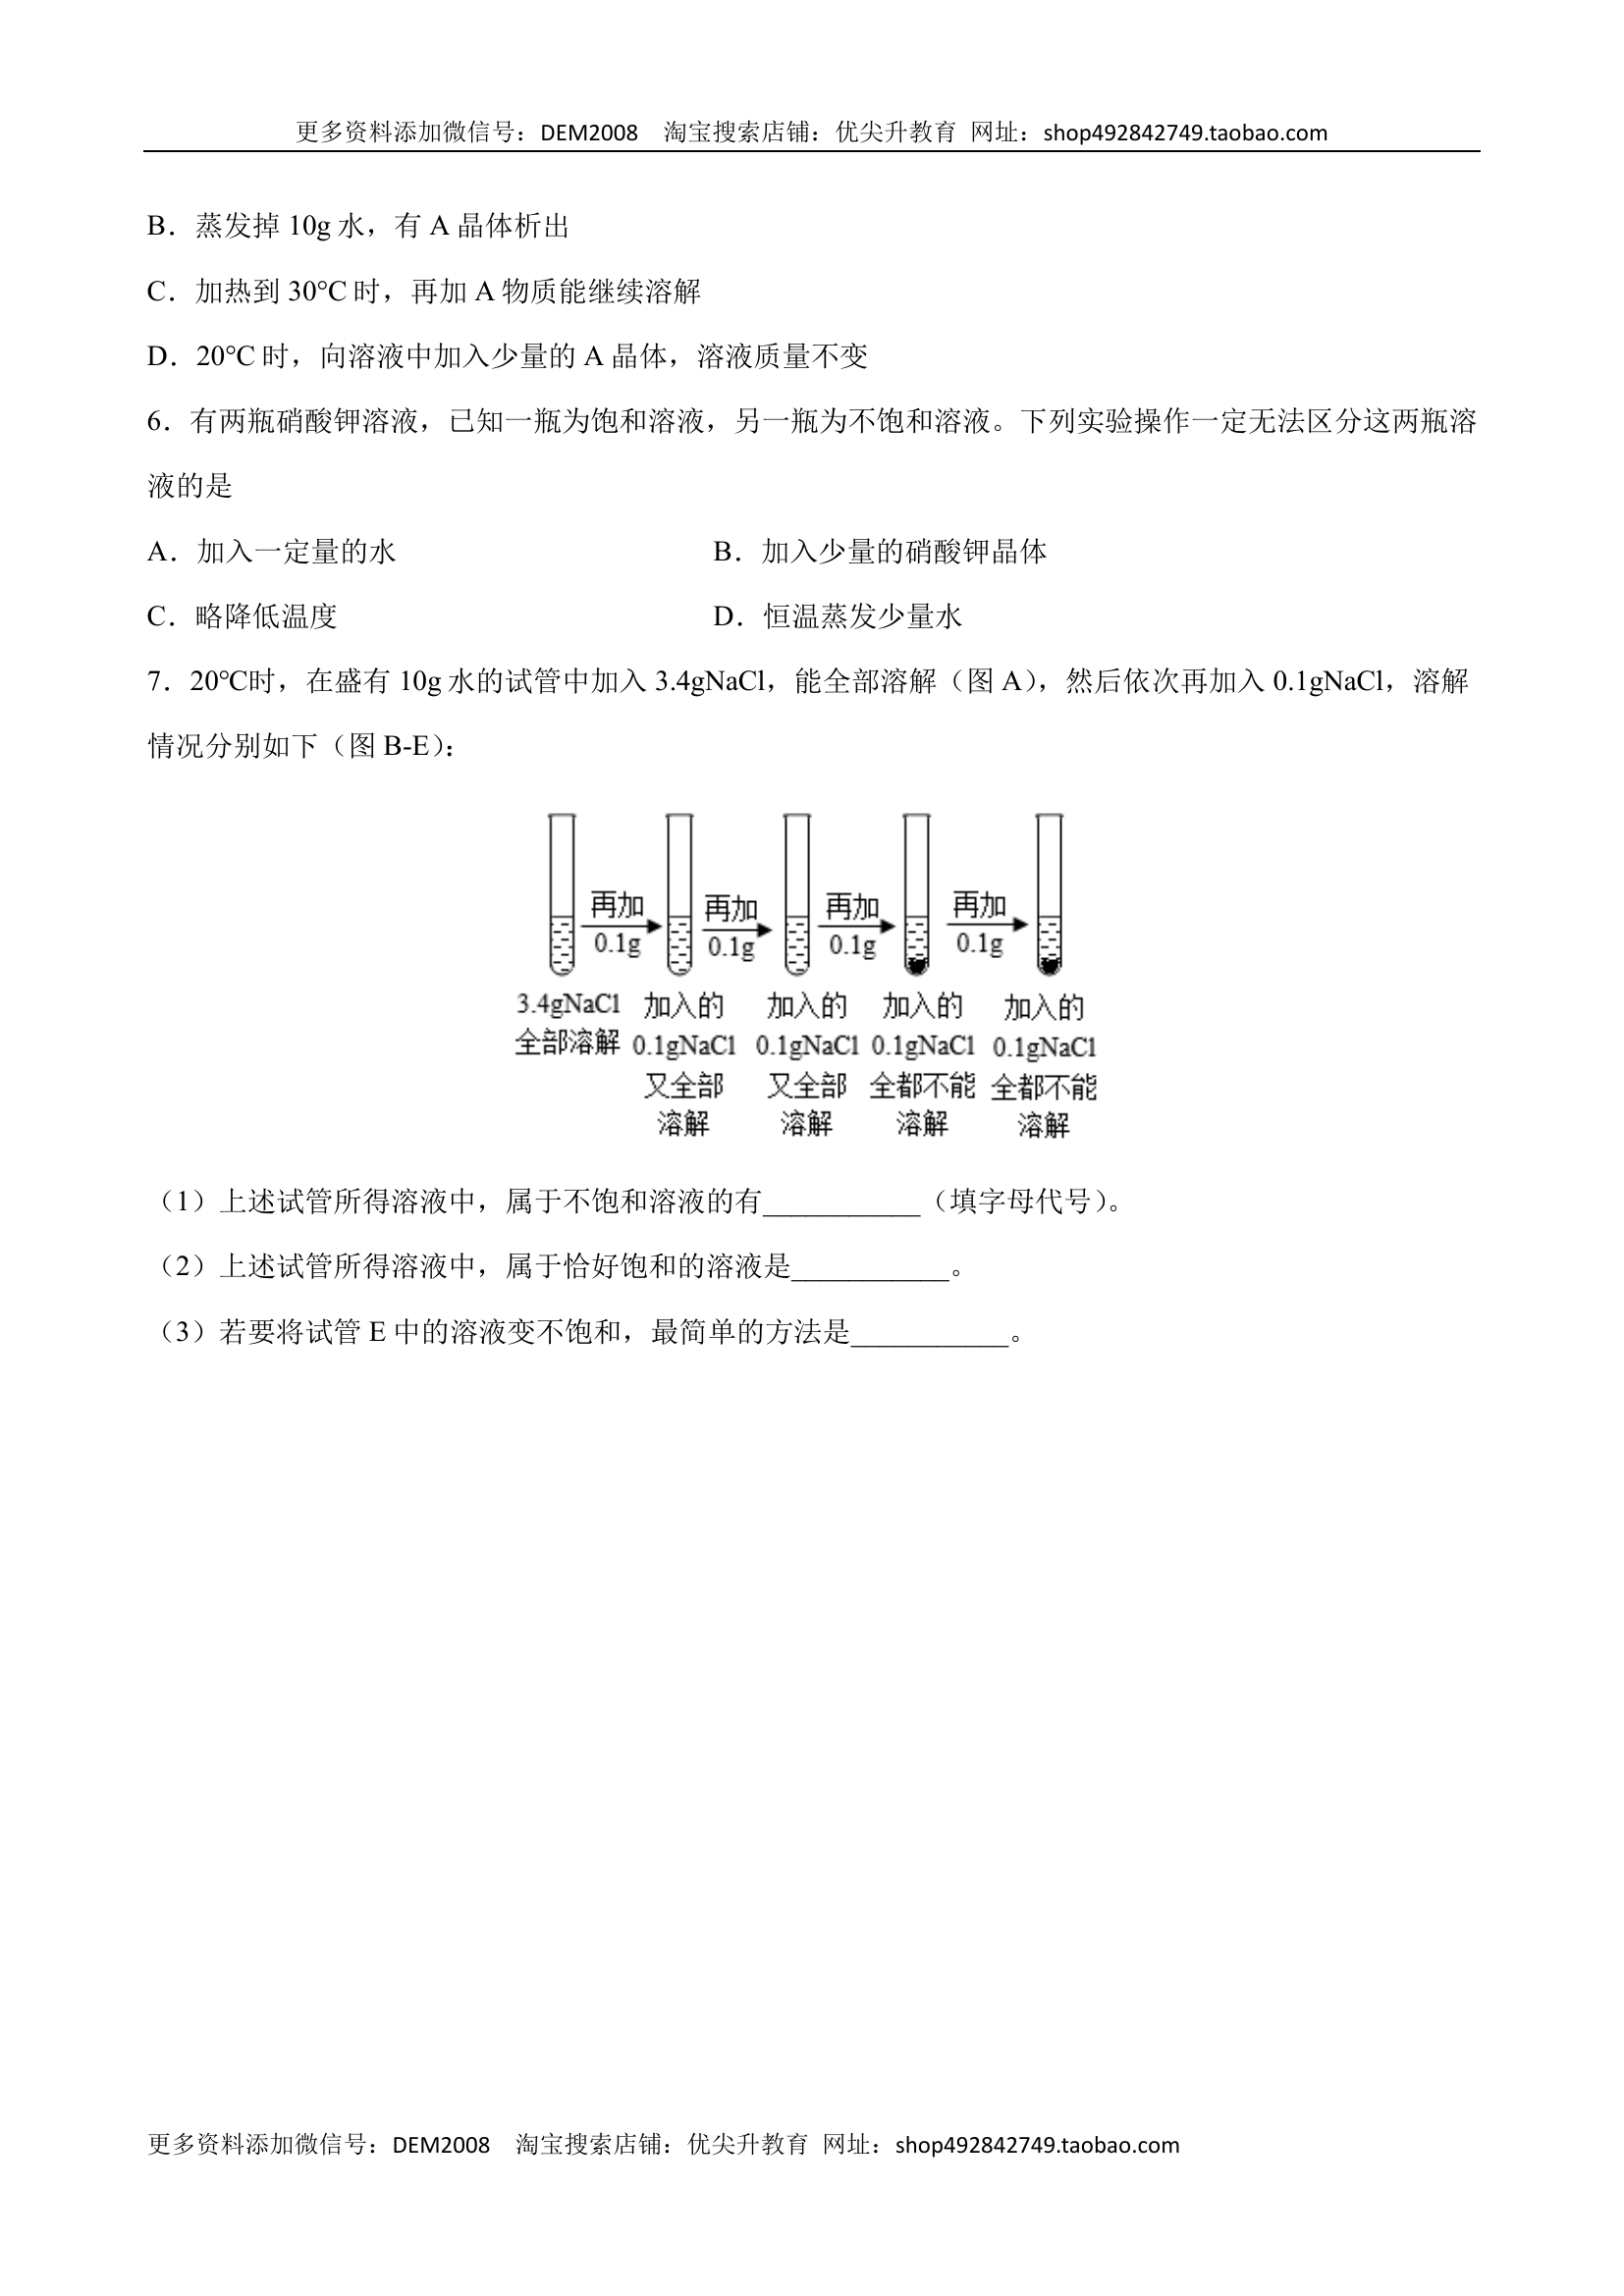 更多资料添加微信号：DEM2008　淘宝搜索店铺：优尖升教育 网址：shop492842749.taobao.com
B．蒸发掉 10g 水，有 A 晶体析出
C．加热到 30°C 时，再加 A 物质能继续溶解
D．20°C 时，向溶液中加入少量的 A 晶体，溶液质量不变
6．有两瓶硝酸钾溶液，已知一瓶为饱和溶液，另一瓶为不饱和溶液。下列实验操作一定无法区分这两瓶溶
液的是
A．加入一定量的水　B．加入少量的硝酸钾晶体
C．略降低温度　D．恒温蒸发少量水
7．20℃时，在盛有 10g 水的试管中加入 3.4gNaCl，能全部溶解（图 A），然后依次再加入 0.1gNaCl，溶解
情况分别如下（图 B-E）：
再加 再加 再加 再加
0.1g 0.1g 0.1g 0.1g
3.4gNaCl 加入的 加入的 加入的 加入的
全部溶解 0.1gNaCl 0.1gNaCl 0.1gNaCl 0.1gNaCl
又全部 又全部 全都不能 全都不能
溶解 溶解 溶解 溶解
（1）上述试管所得溶液中，属于不饱和溶液的有___________（填字母代号）。
（2）上述试管所得溶液中，属于恰好饱和的溶液是___________。
（3）若要将试管 E 中的溶液变不饱和，最简单的方法是___________。
更多资料添加微信号：DEM2008　淘宝搜索店铺：优尖升教育 网址：shop492842749.taobao.com